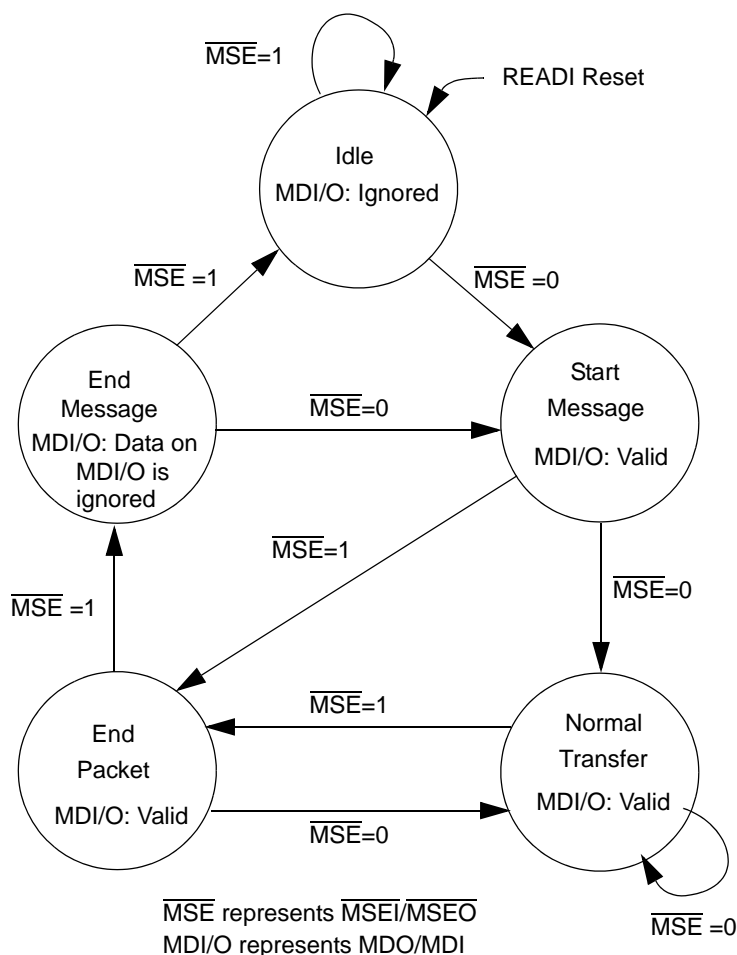 MSE=1
READI Reset
Idle
MDI/O: Ignored
MSE =1
MSE =0
End
Message
MDI/O: Data on
MDI/O is
ignored
MSE=0
Start
Message
MDI/O: Valid
MSE=1
MSE=0
MSE =1
End
Packet
MDI/O: Valid
MSE=1
MSE=0
Normal
Transfer
MDI/O: Valid
MSE =0
MSE represents MSEI/MSEO
MDI/O represents MDO/MDI